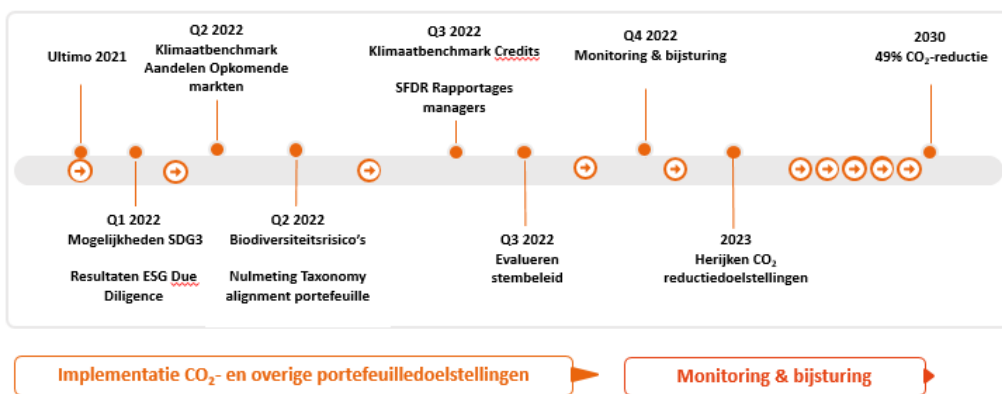 Ultimo 2021
Q2 2022
Klimaatbenchmark
Aandelen Opkomende
markten
Q3 2022
Klimaatbenchmark Credits
SFDR Rapportages
managers
Q4 2022
Monitoring & bijsturing
2030
49% CO₂-reductie
Q1 2022
Mogelijkheden SDG3
Resultaten ESG Due
Diligence
Q2 2022
Biodiversiteitsrisico's
Nulmeting Taxonomy
alignment portefeuille
Q3 2022
Evalueren
stembeleid
2023
Herijken CO₂
reductiedoelstellingen
Implementatie CO₂- en overige portefeuilledoelstellingen
Monitoring & bijsturing